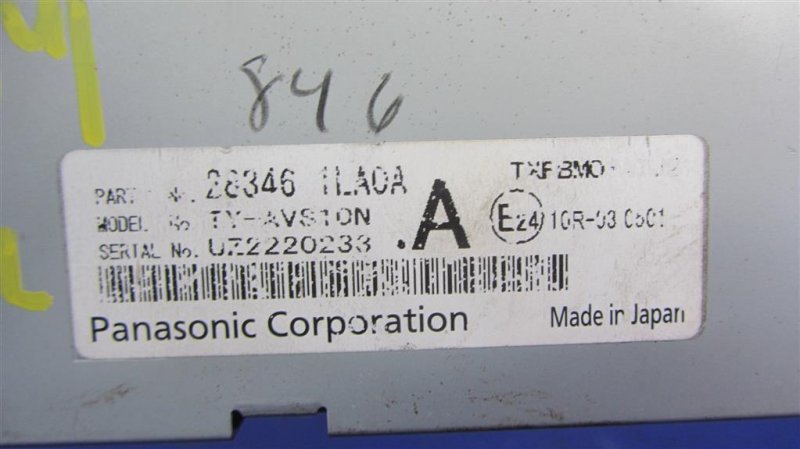 846
PART No. 28346 1LA0A
MODEL No. TY-AVS10N
SERIAL No. UZ2220233
.A
E24 10R-03 0501
Panasonic Corporation
Made in Japan